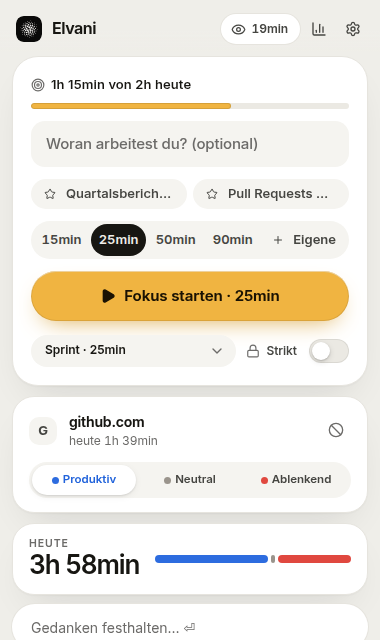 Elvani
19min
1h 15min von 2h heute
Woran arbeitest du? (optional)
Quartalsberich...
Pull Requests ...
15min 25min 50min 90min + Eigene
Fokus starten · 25min
Sprint · 25min
Strikt
G
github.com
heute 1h 39min
Produktiv Neutral Ablenkend
HEUTE
3h 58min
Gedanken festhalten... ⏎